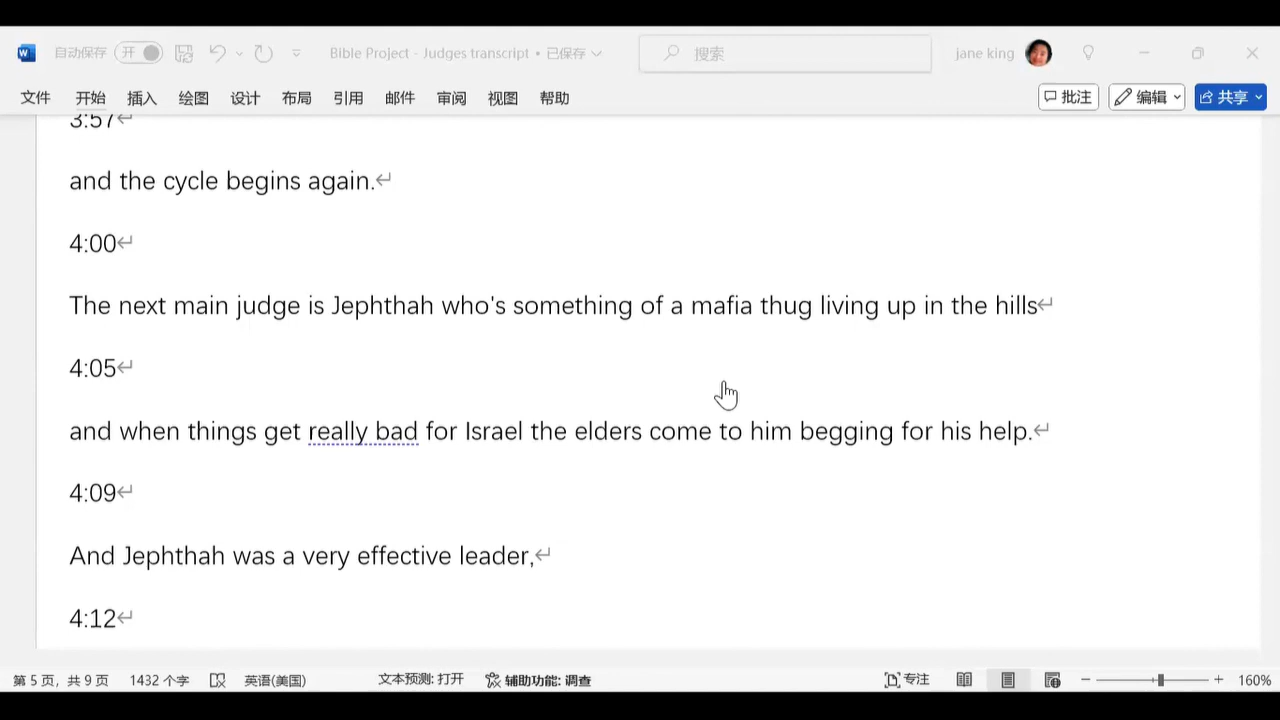 自动保存 开 Bible Project - Judges transcript • 已保存 搜索 jane king
文件 开始 插入 绘图 设计 布局 引用 邮件 审阅 视图 帮助 批注 编辑 共享
3:57
and the cycle begins again.
4:00
The next main judge is Jephthah who's something of a mafia thug living up in the hills
4:05
and when things get really bad for Israel the elders come to him begging for his help.
4:09
And Jephthah was a very effective leader,
4:12
第 5 页，共 9 页 1432 个字 英语(美国) 文本预测: 打开 辅助功能: 调查 专注 160%